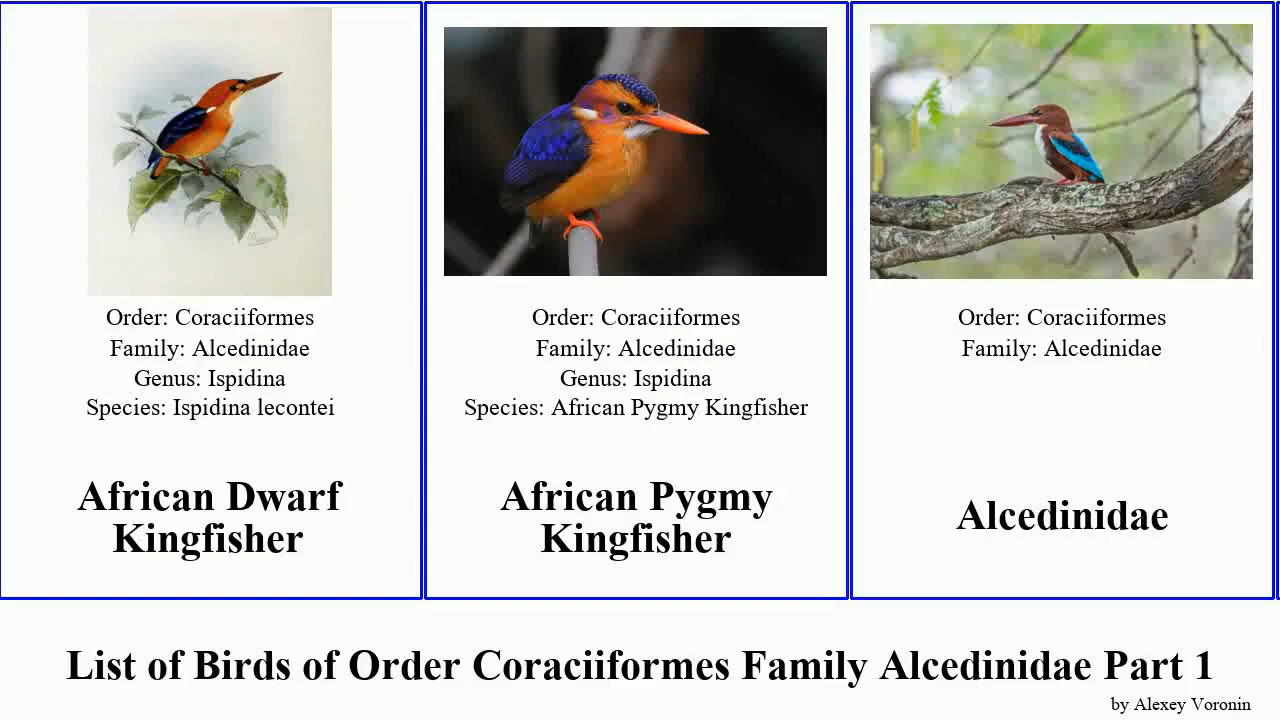 Order: Coraciiformes
Family: Alcedinidae
Genus: Ispidina
Species: Ispidina lecontei
African Dwarf
Kingfisher
Order: Coraciiformes
Family: Alcedinidae
Genus: Ispidina
Species: African Pygmy Kingfisher
African Pygmy
Kingfisher
Order: Coraciiformes
Family: Alcedinidae
Alcedinidae
List of Birds of Order Coraciiformes Family Alcedinidae Part 1
by Alexey Voronin